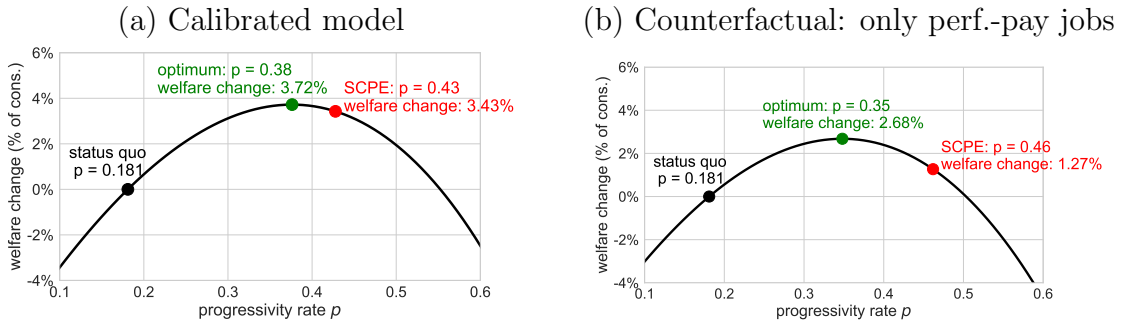 (a) Calibrated model
6%
4%
2%
0%
-2%
-4%
welfare change (% of cons.)
optimum: p = 0.38
welfare change: 3.72%
SCPE: p = 0.43
welfare change: 3.43%
status quo
p = 0.181
0.1 0.2 0.3 0.4 0.5 0.6
progressivity rate p
(b) Counterfactual: only perf.-pay jobs
6%
4%
2%
0%
-2%
-4%
welfare change (% of cons.)
optimum: p = 0.35
welfare change: 2.68%
SCPE: p = 0.46
welfare change: 1.27%
status quo
p = 0.181
0.1 0.2 0.3 0.4 0.5 0.6
progressivity rate p